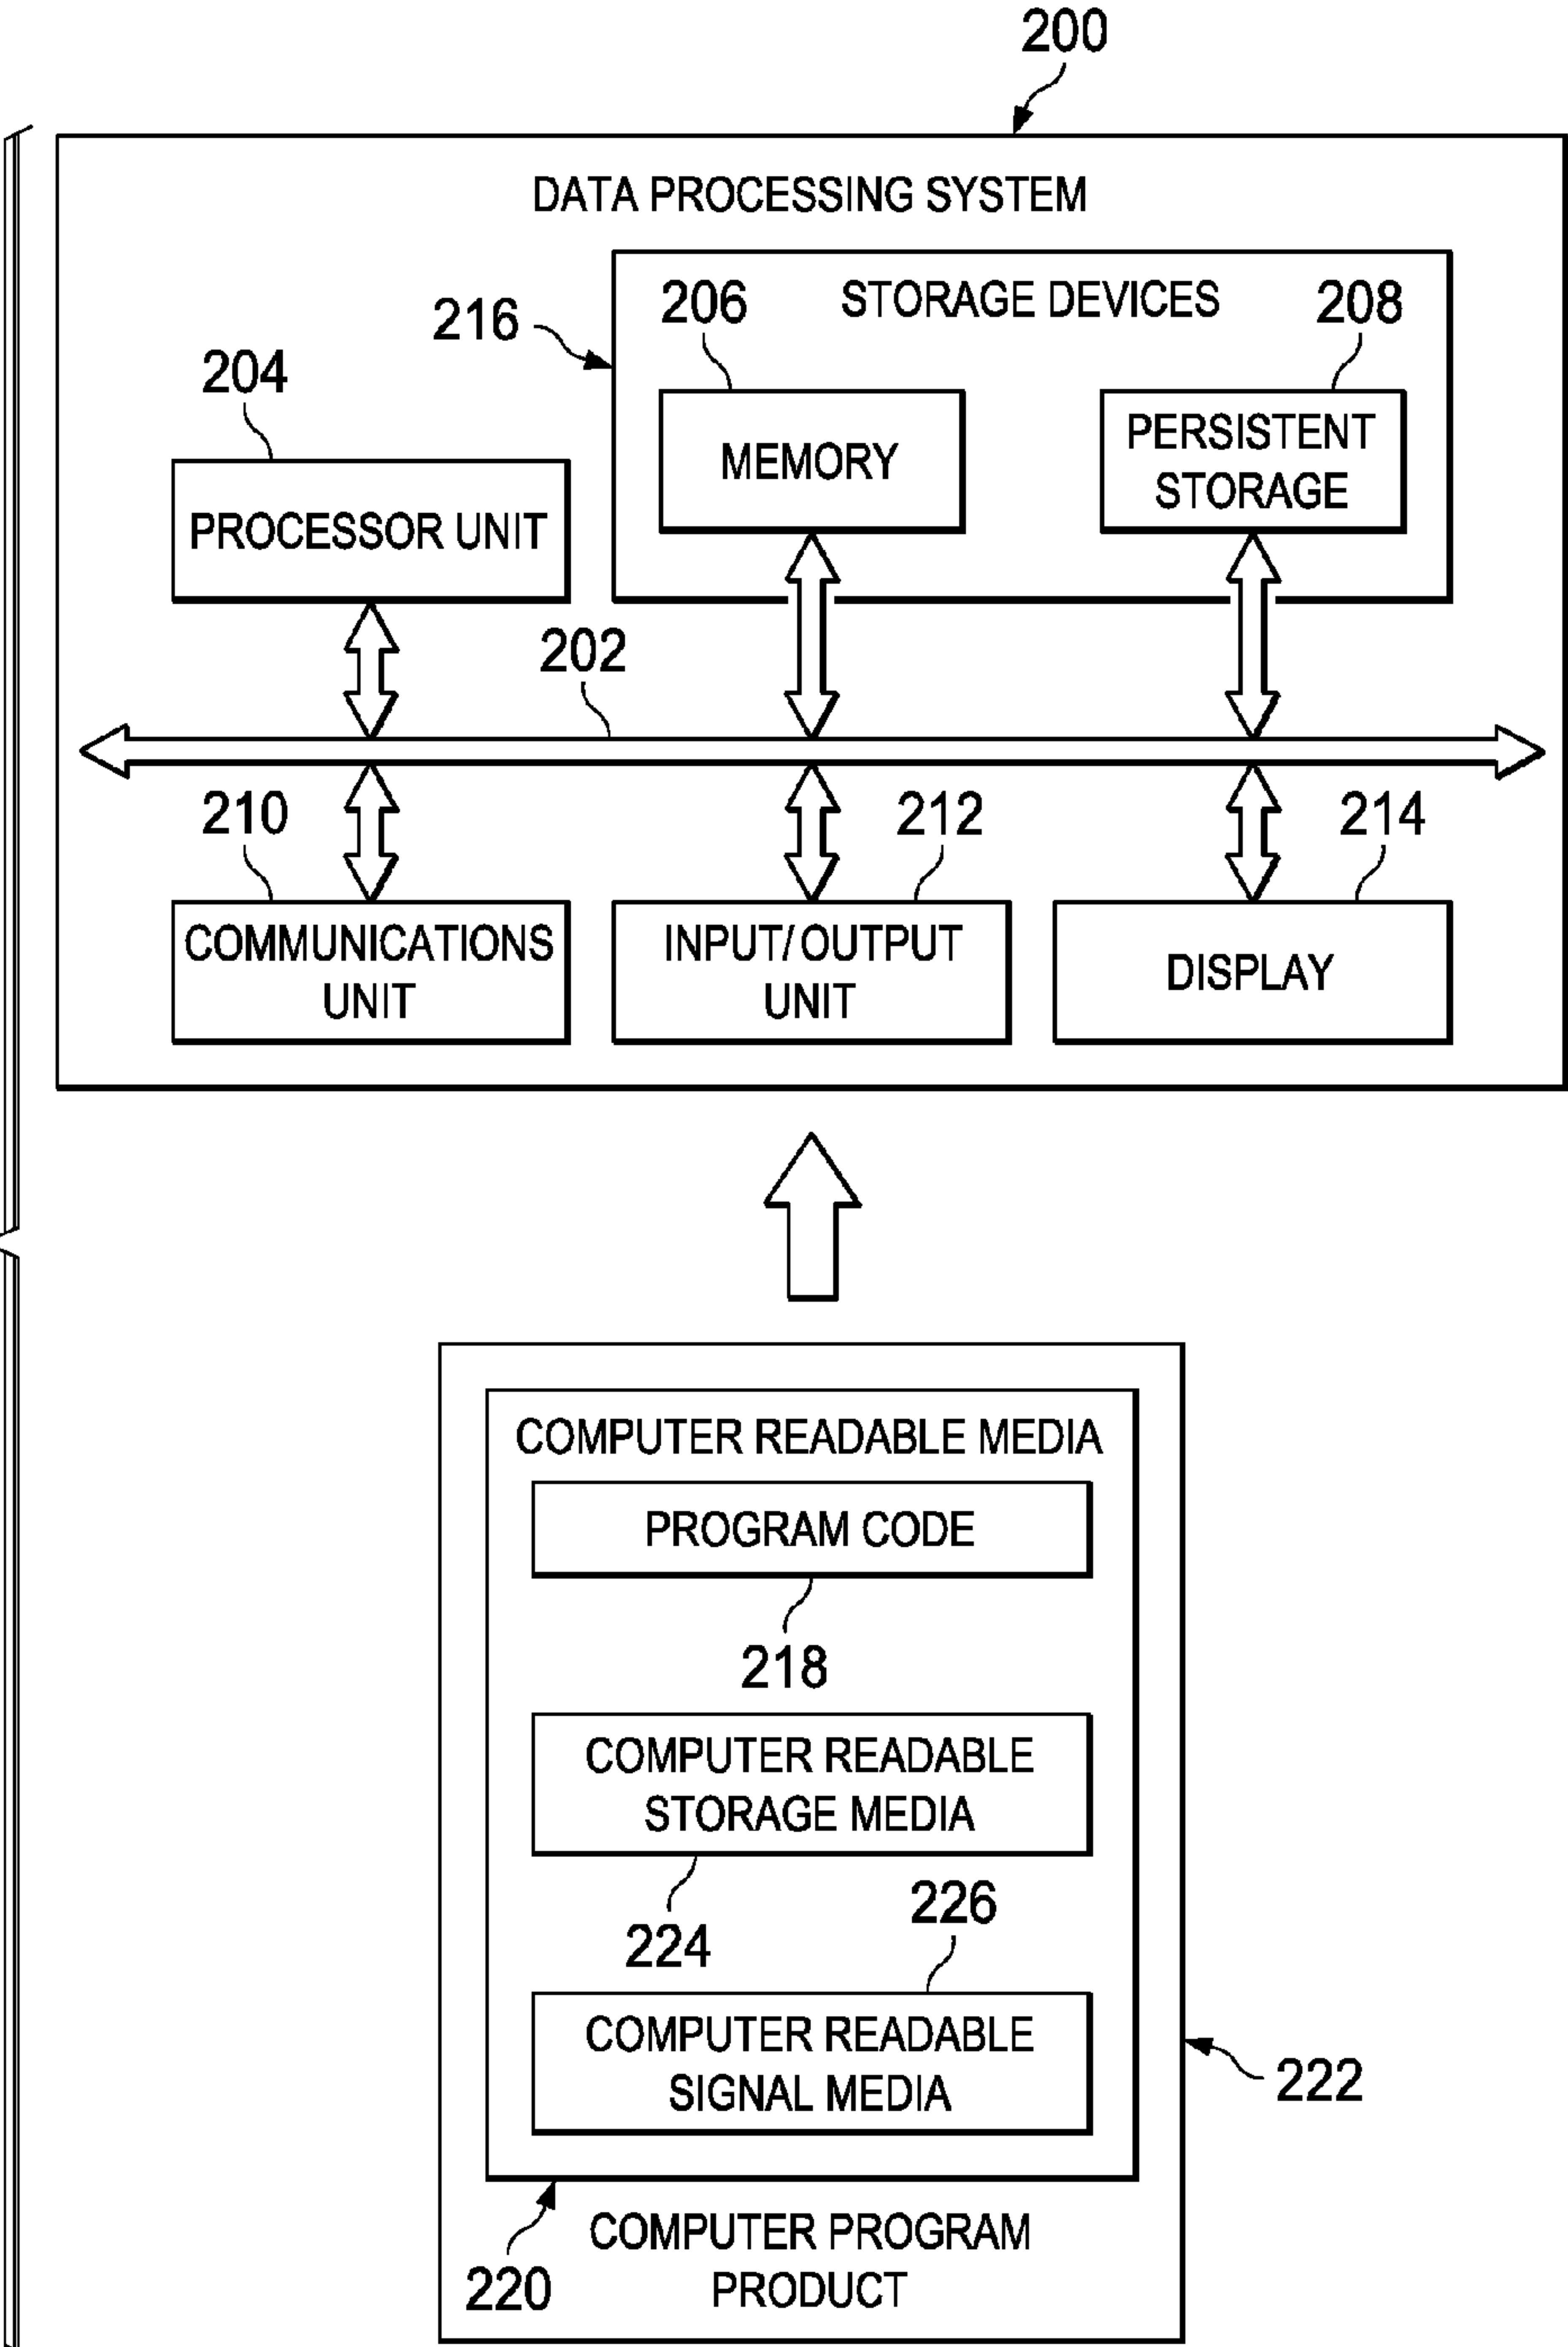 200
DATA PROCESSING SYSTEM
216
206
STORAGE DEVICES
208
204
MEMORY
PERSISTENT
STORAGE
PROCESSOR UNIT
202
210
212
214
COMMUNICATIONS
UNIT
INPUT/OUTPUT
UNIT
DISPLAY
COMPUTER READABLE MEDIA
PROGRAM CODE
218
COMPUTER READABLE
STORAGE MEDIA
224
226
COMPUTER READABLE
SIGNAL MEDIA
222
220
COMPUTER PROGRAM
PRODUCT